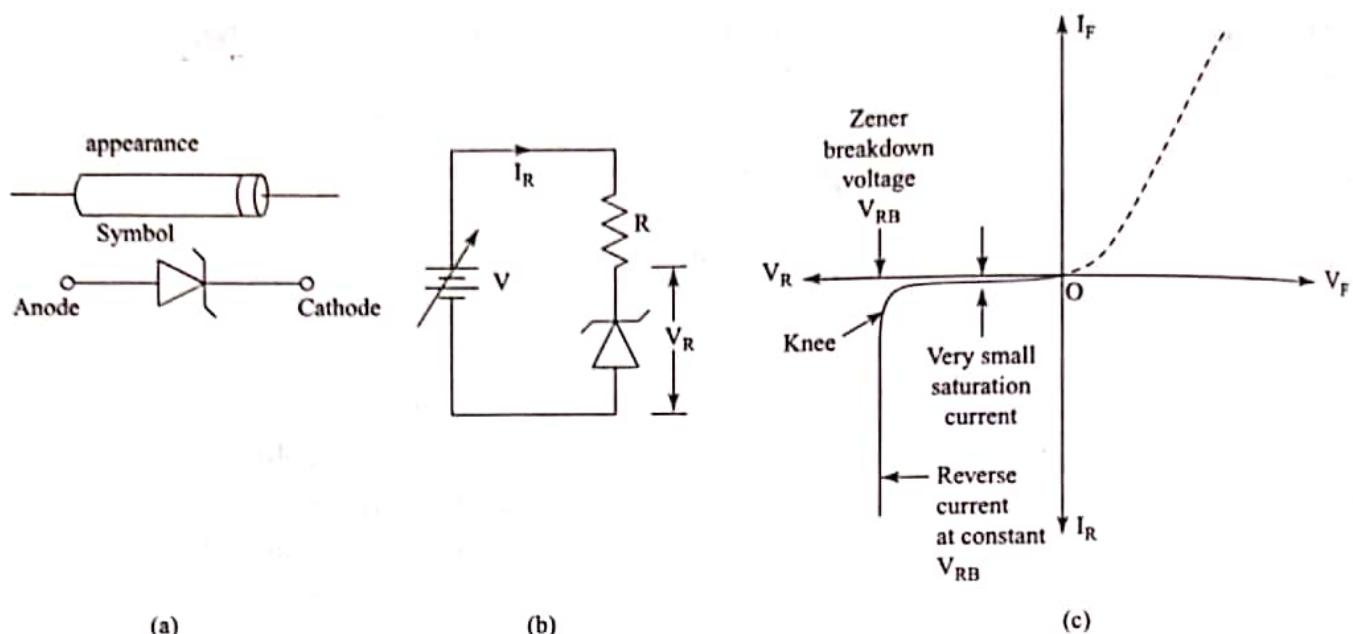 appearance
Symbol
Anode
Cathode
(a)
I_R
R
V
V_R
(b)
I_F
Zener
breakdown
voltage
V_RB
V_R
O
V_F
Knee
Very small
saturation
current
Reverse
current
at constant
V_RB
I_R
(c)